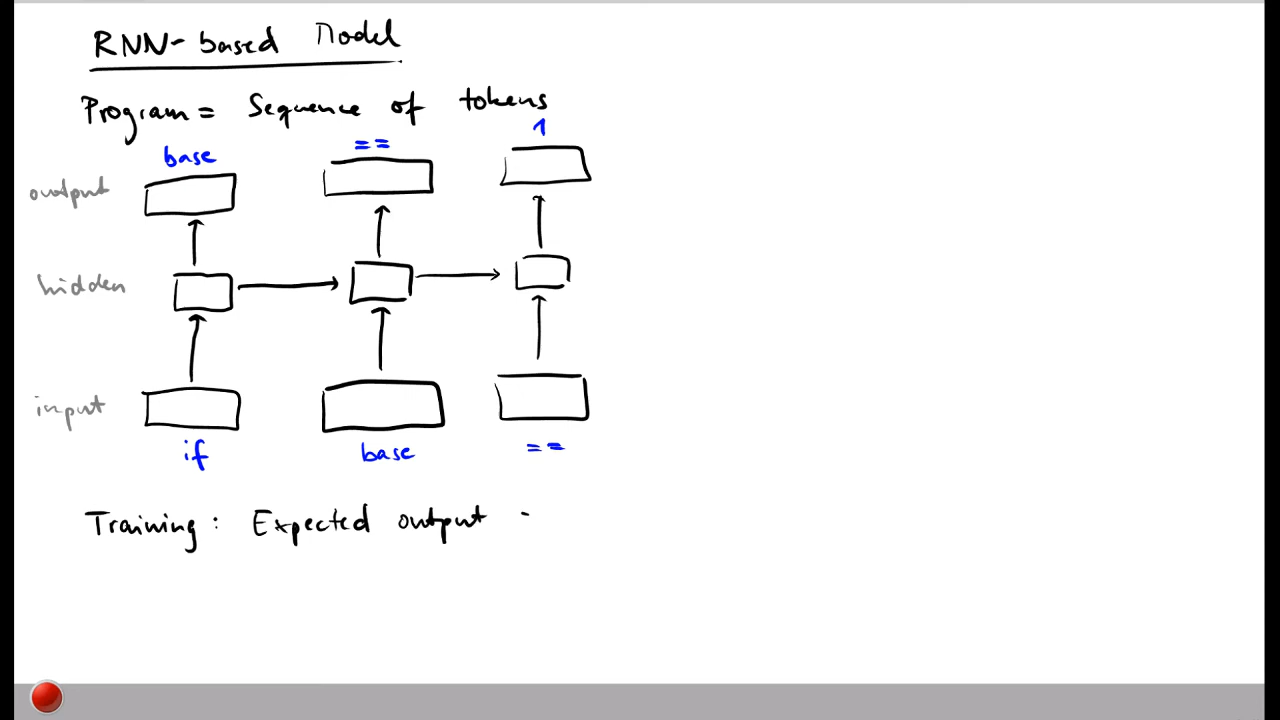 RNN-based Model
Program = Sequence of tokens
base == 1
output
hidden
input
if base ==
Training: Expected output -